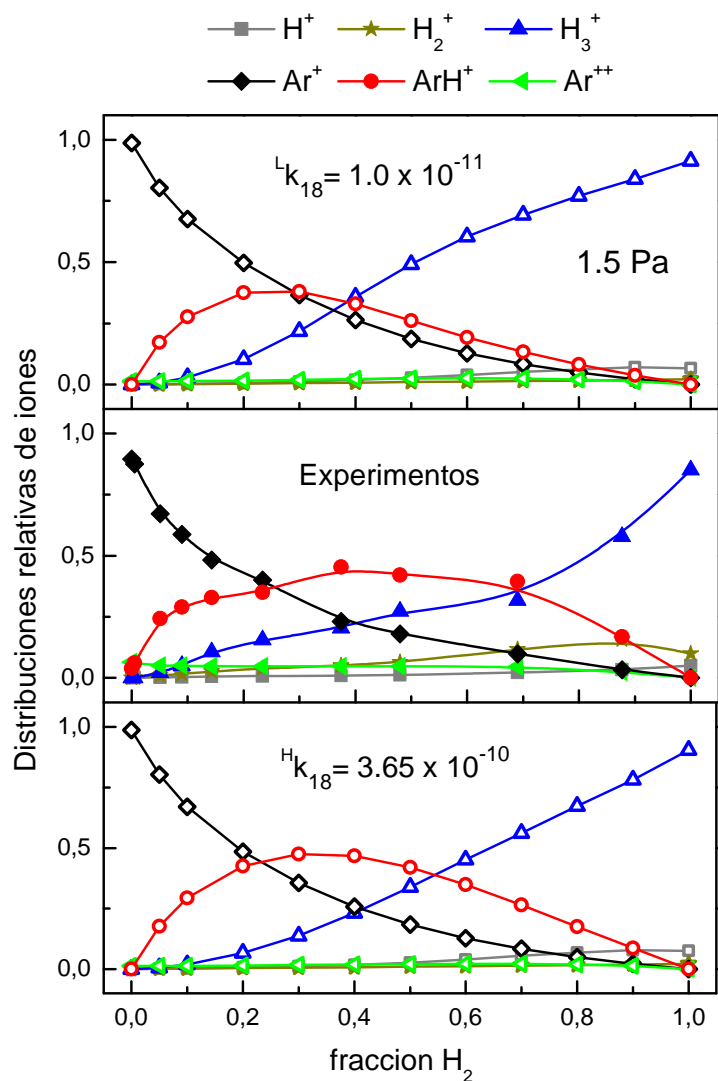 H+ H2+ H3+
Ar+ ArH+ Ar++
1,0
Lk18= 1.0 x 10-11
0,5
1.5 Pa
0,0
1,0
Experimentos
0,5
0,0
1,0
Hk18= 3.65 x 10-10
0,5
0,0
0,0 0,2 0,4 0,6 0,8 1,0
fraccion H2
Distribuciones relativas de iones